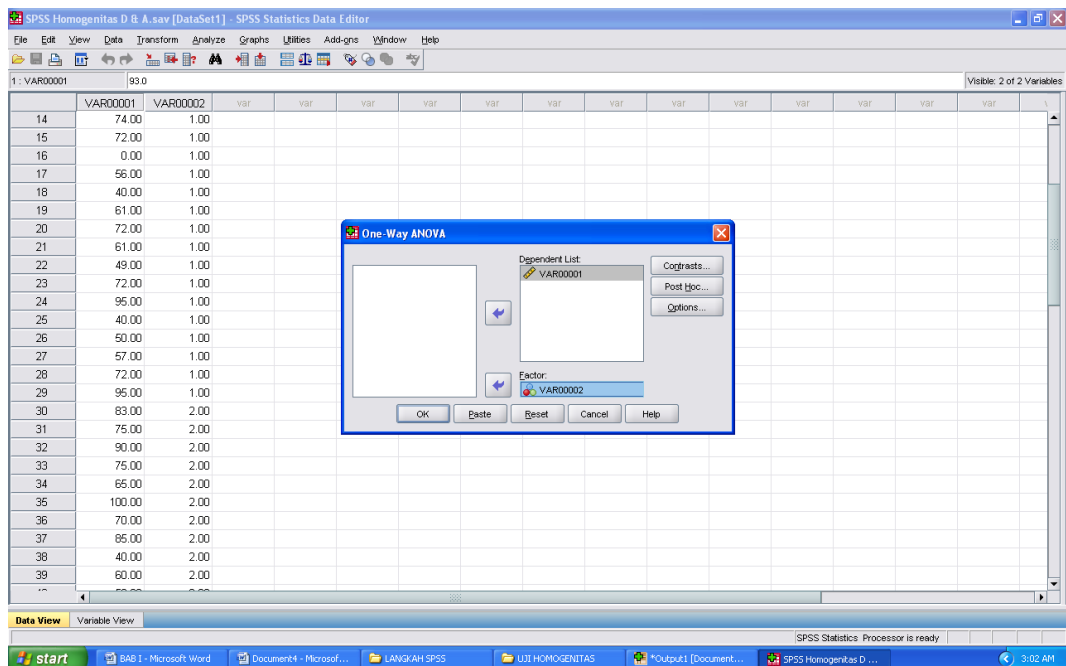 SPSS Homogenitas D & A.sav [DataSet1] - SPSS Statistics Data Editor
File Edit View Data Transform Analyze Graphs Utilities Add-ons Window Help
1 : VAR00001 93.0 Visible: 2 of 2 Variables
VAR00001 VAR00002 var var var var var var var var var var var var
14 74.00 1.00
15 72.00 1.00
16 0.00 1.00
17 56.00 1.00
18 40.00 1.00
19 61.00 1.00
20 72.00 1.00
21 61.00 1.00
22 49.00 1.00
23 72.00 1.00
24 95.00 1.00
25 40.00 1.00
26 50.00 1.00
27 57.00 1.00
28 72.00 1.00
29 95.00 1.00
30 83.00 2.00
31 75.00 2.00
32 90.00 2.00
33 75.00 2.00
34 65.00 2.00
35 100.00 2.00
36 70.00 2.00
37 85.00 2.00
38 40.00 2.00
39 60.00 2.00
One-Way ANOVA
Dependent List:
VAR00001
Contrasts...
Post Hoc...
Options...
Factor:
VAR00002
OK Paste Reset Cancel Help
Data View Variable View
SPSS Statistics Processor is ready
start BAB I - Microsoft Word Document4 - Microsof... LANGKAH SPSS UJI HOMOGENITAS *Output1 [Document... SPSS Homogenitas D ... 3:02 AM